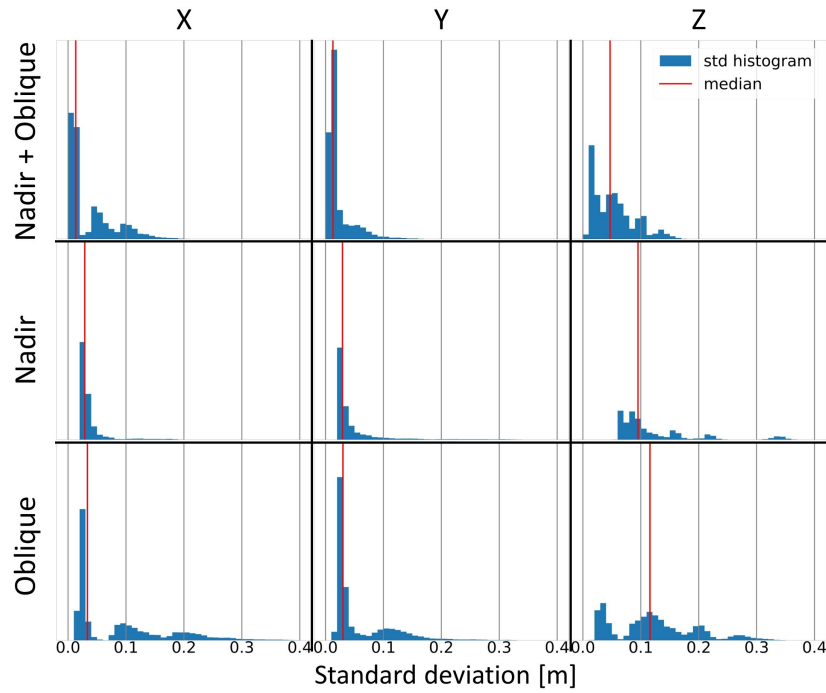 X Y Z
std histogram
median
Nadir + Oblique
Nadir
Oblique
0.0 0.1 0.2 0.3 0.4 0.0 0.1 0.2 0.3 0.4 0.0 0.1 0.2 0.3 0.4
Standard deviation [m]